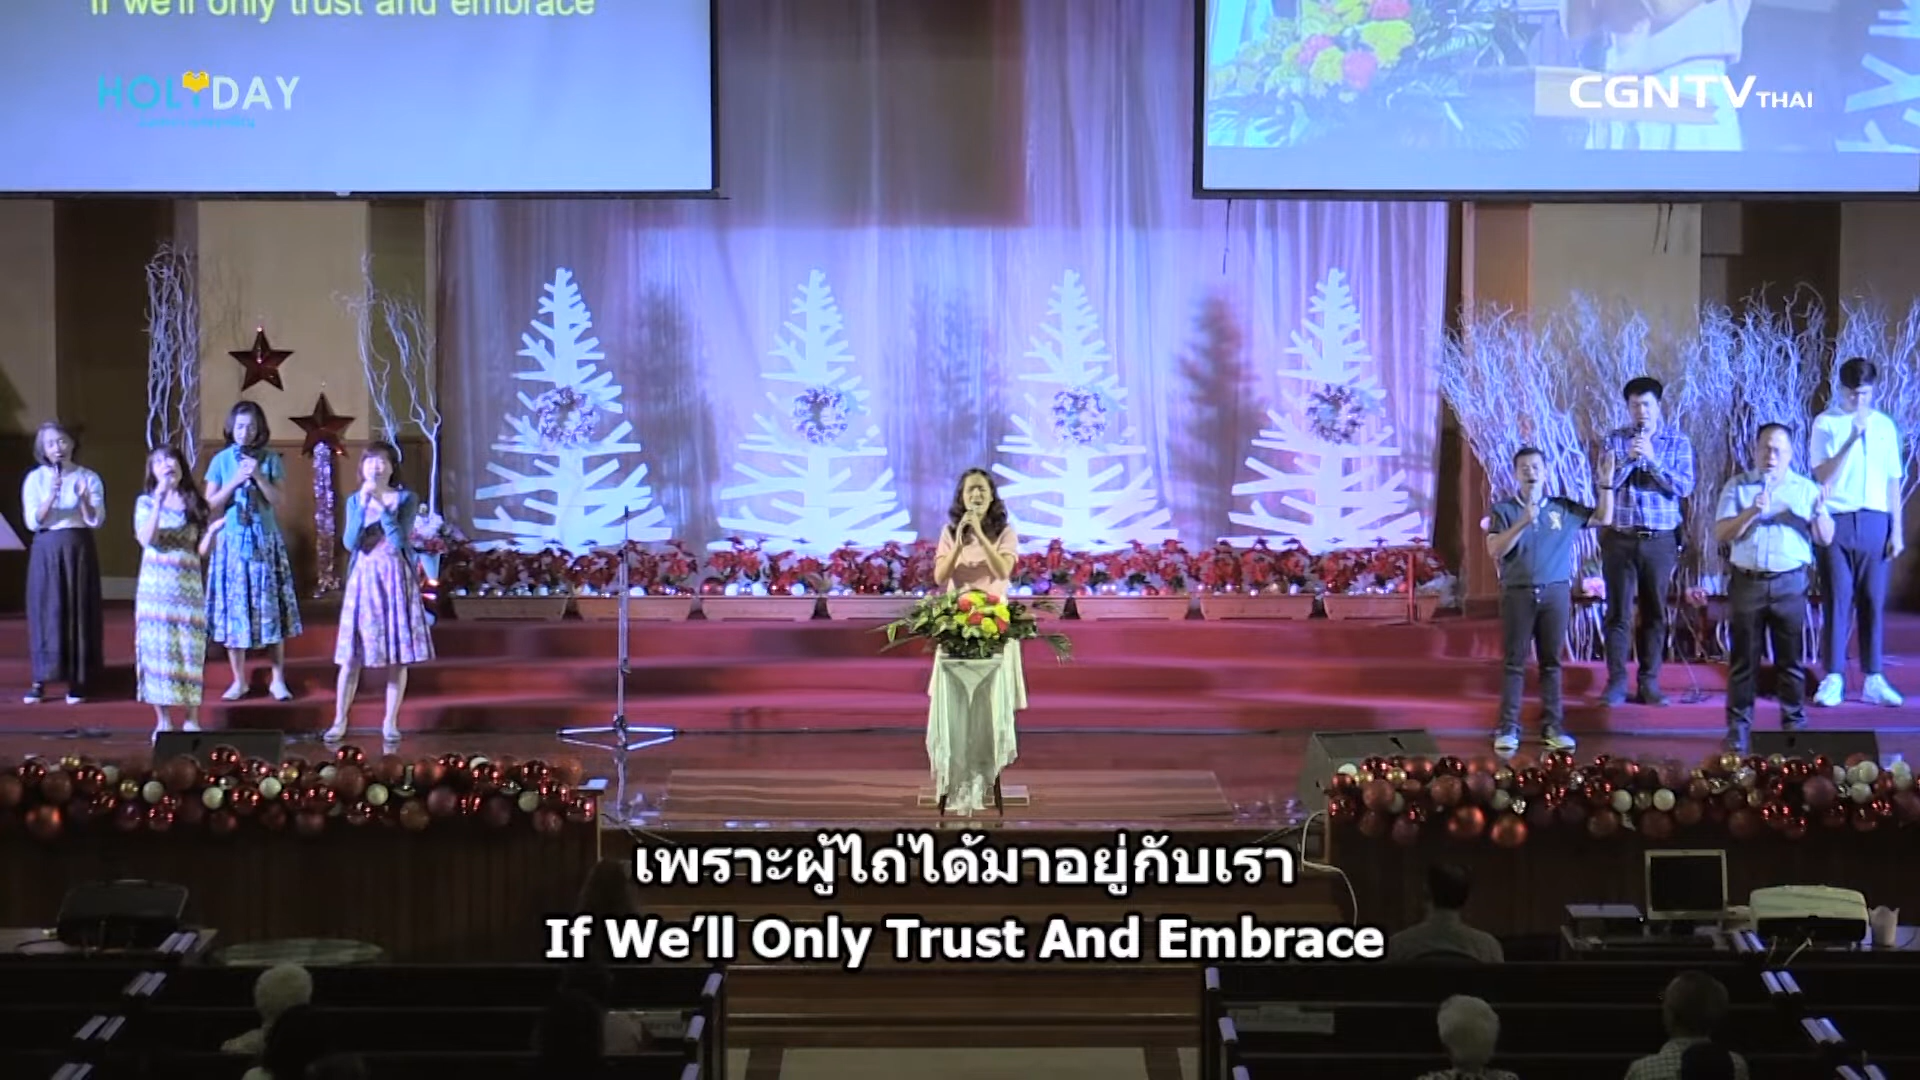 If we'll only trust and embrace
HOLYDAY
CGNTV THAI
เพราะผู้ไถ่ได้มาอยู่กับเรา
If We'll Only Trust And Embrace